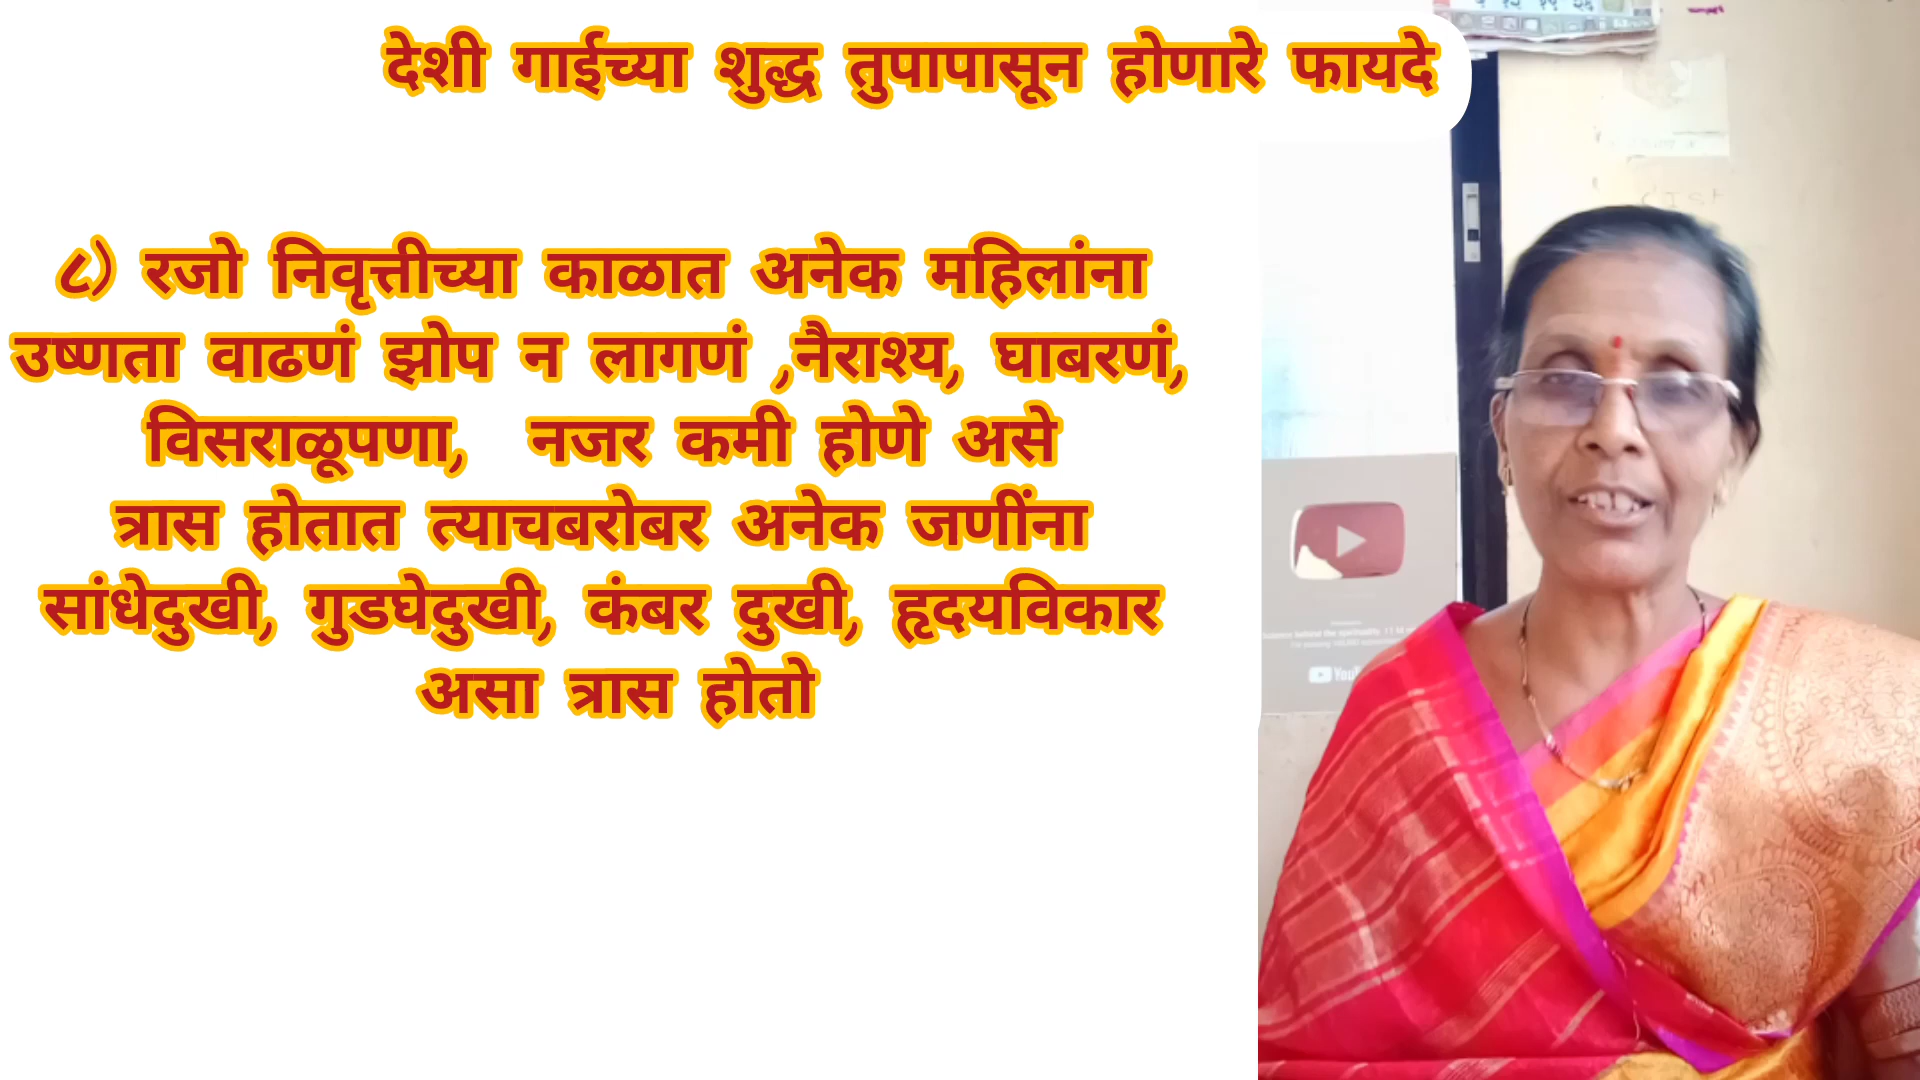 देशी गाईच्या शुद्ध तुपापासून होणारे फायदे
८) रजो निवृत्तीच्या काळात अनेक महिलांना
उष्णता वाढणं झोप न लागणं ,नैराश्य, घाबरणं,
विसराळूपणा, नजर कमी होणे असे
त्रास होतात त्याचबरोबर अनेक जणींना
सांधेदुखी, गुडघेदुखी, कंबर दुखी, हृदयविकार
असा त्रास होतो